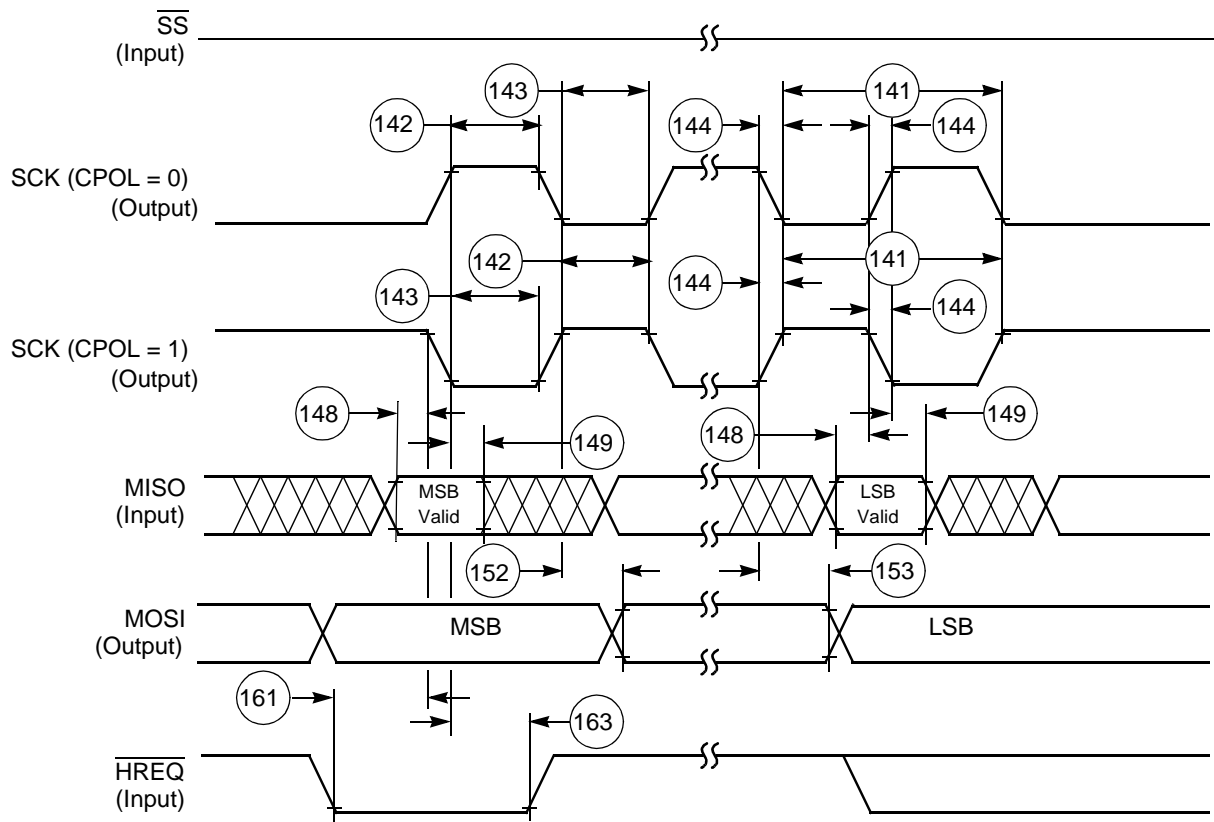 SS
(Input)
143
141
142
144
144
SCK (CPOL = 0)
(Output)
142
141
143
144
144
SCK (CPOL = 1)
(Output)
148
149
148
149
MISO
(Input)
MSB
Valid
LSB
Valid
152
153
MOSI
(Output)
MSB
LSB
161
163
HREQ
(Input)